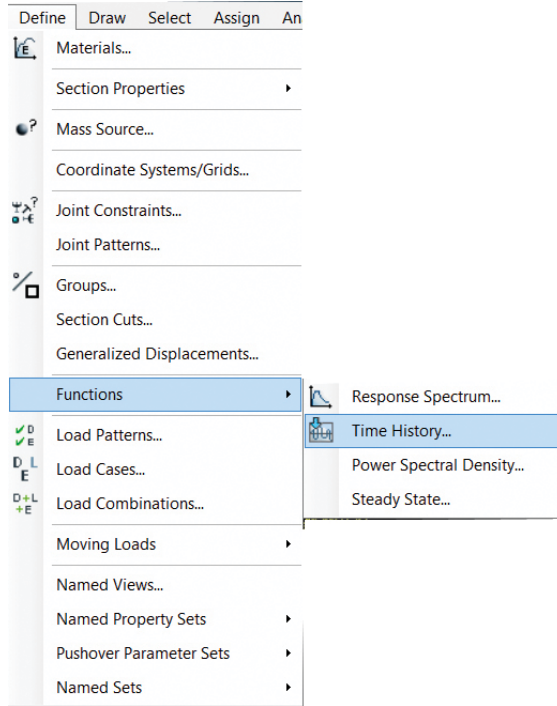 Define Draw Select Assign An
Materials...
Section Properties
Mass Source...
Coordinate Systems/Grids...
Joint Constraints...
Joint Patterns...
Groups...
Section Cuts...
Generalized Displacements...
Functions
Response Spectrum...
Time History...
Power Spectral Density...
Steady State...
Load Patterns...
Load Cases...
Load Combinations...
Moving Loads
Named Views...
Named Property Sets
Pushover Parameter Sets
Named Sets